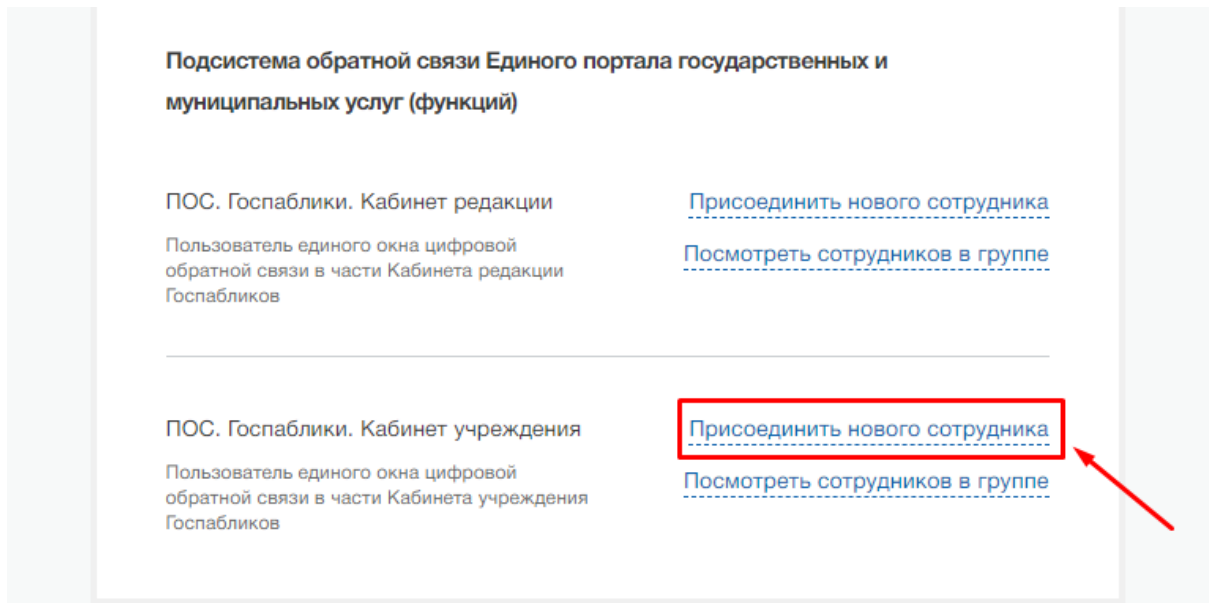 Подсистема обратной связи Единого портала государственных и
муниципальных услуг (функций)
ПОС. Госпаблики. Кабинет редакции
Присоединить нового сотрудника
Пользователь единого окна цифровой
обратной связи в части Кабинета редакции
Госпабликов
Посмотреть сотрудников в группе
ПОС. Госпаблики. Кабинет учреждения
Присоединить нового сотрудника
Пользователь единого окна цифровой
обратной связи в части Кабинета учреждения
Госпабликов
Посмотреть сотрудников в группе